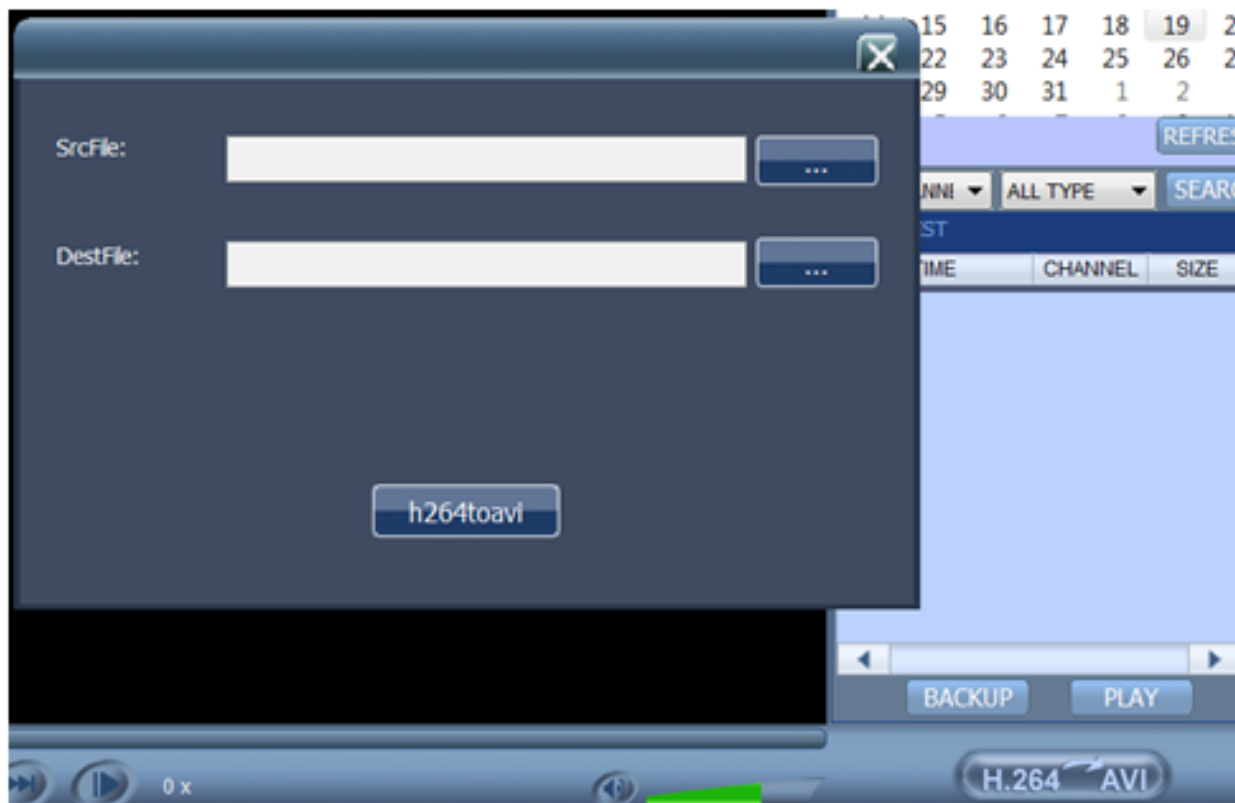 15 16 17 18 19
22 23 24 25 26
29 30 31 1 2
SrcFile:
...
ALL TYPE
DestFile:
...
CHANNEL SIZE
h264toavi
BACKUP PLAY
0 x
H.264 AVI